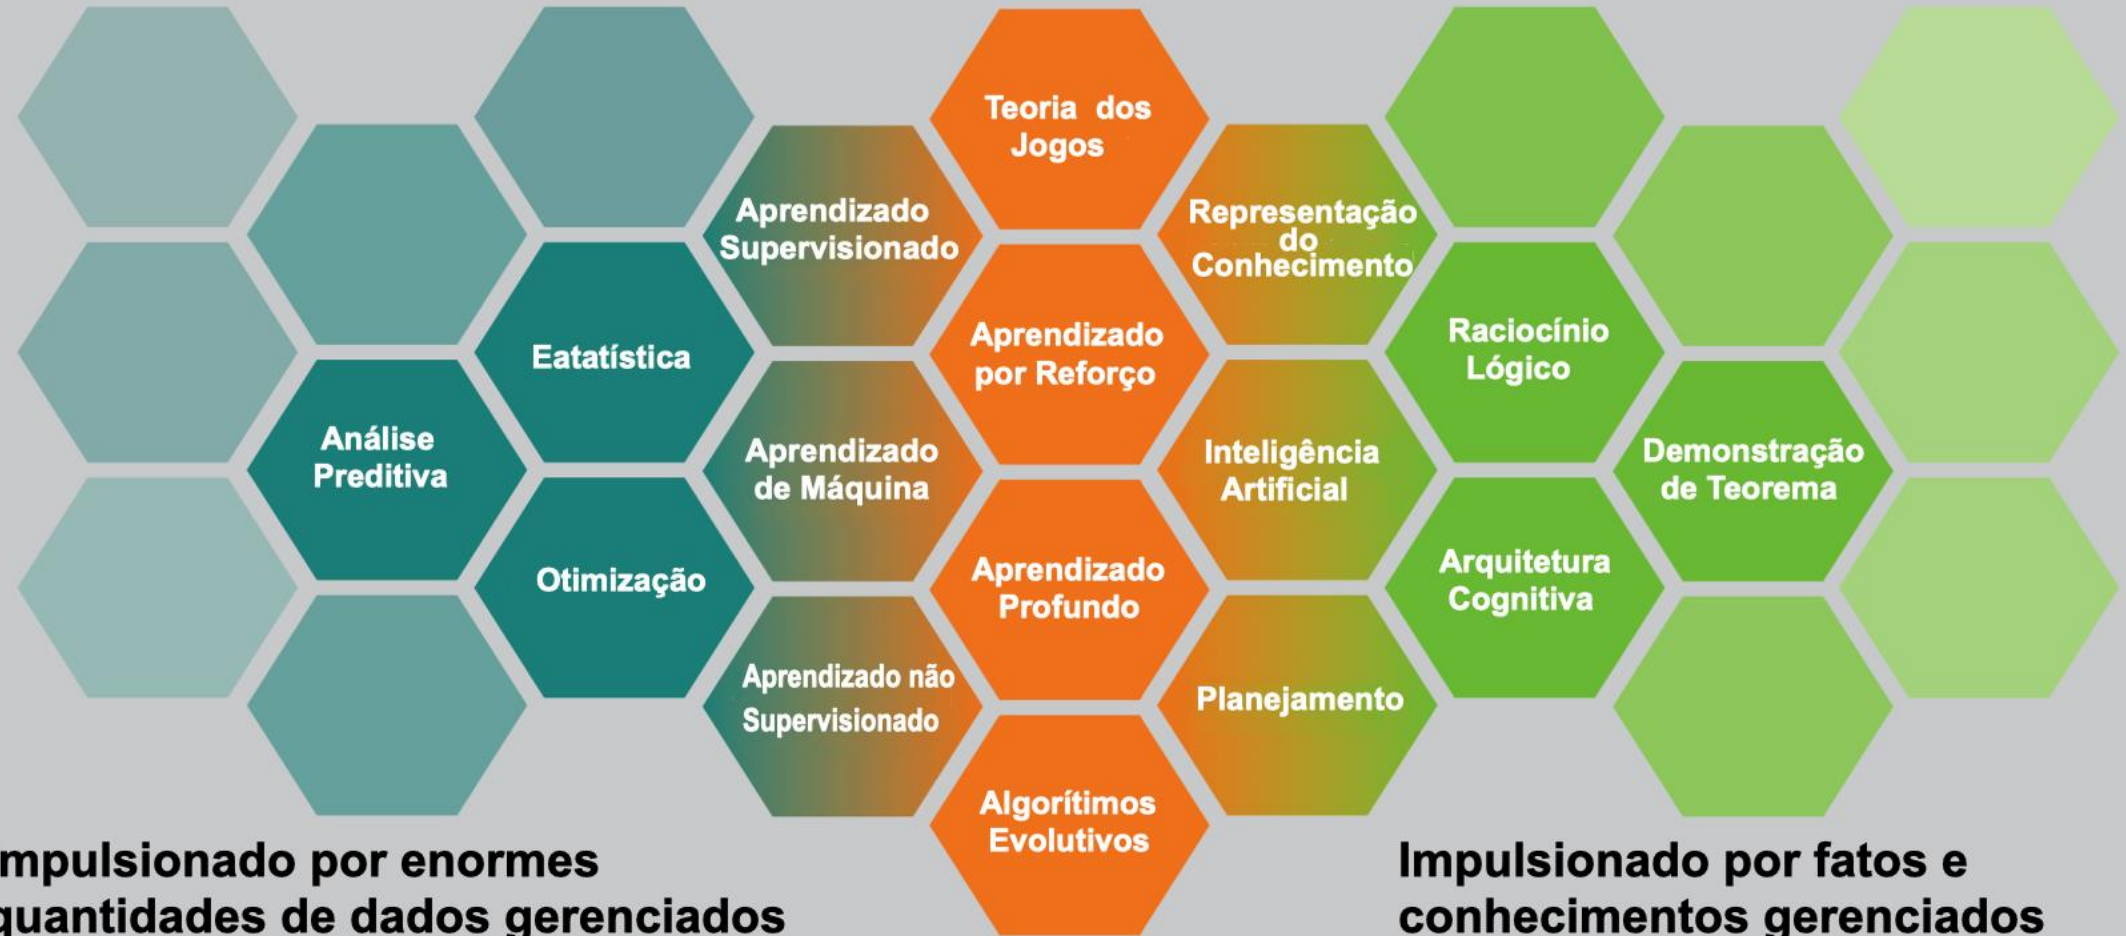 Teoria dos
Jogos
Aprendizado
Supervisionado
Representação
do
Conhecimento
Eatatística
Aprendizado
por Reforço
Raciocínio
Lógico
Análise
Preditiva
Aprendizado
de Máquina
Inteligência
Artificial
Demonstração
de Teorema
Otimização
Aprendizado
Profundo
Arquitetura
Cognitiva
Aprendizado não
Supervisionado
Planejamento
Algorítimos
Evolutivos
mpulsionado por enormes
quantidades de dados gerenciados
Impulsionado por fatos e
conhecimentos gerenciados